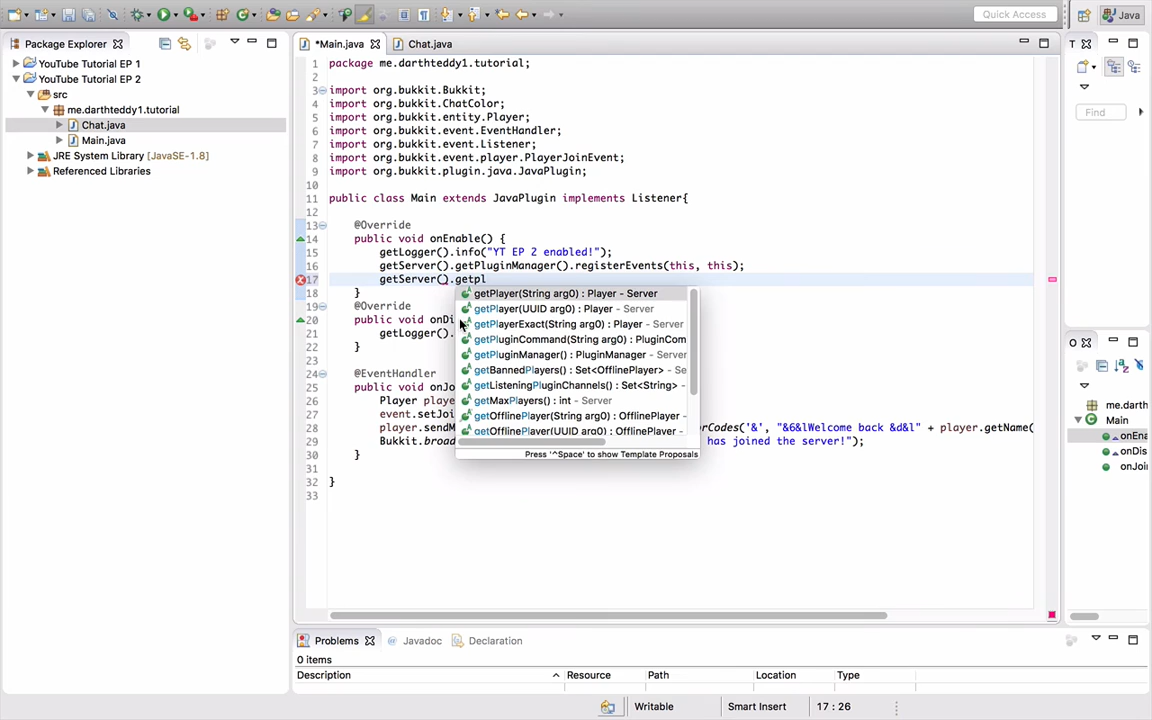 Quick Access
Java
Package Explorer
*Main.java
Chat.java
T
YouTube Tutorial EP 1
YouTube Tutorial EP 2
src
me.darthteddy1.tutorial
Chat.java
Main.java
JRE System Library [JavaSE-1.8]
Referenced Libraries
1 package me.darthteddy1.tutorial;
2
3 import org.bukkit.Bukkit;
4 import org.bukkit.ChatColor;
5 import org.bukkit.entity.Player;
6 import org.bukkit.event.EventHandler;
7 import org.bukkit.event.Listener;
8 import org.bukkit.event.player.PlayerJoinEvent;
9 import org.bukkit.plugin.java.JavaPlugin;
10
11 public class Main extends JavaPlugin implements Listener{
12
13 @Override
14 public void onEnable() {
15 getLogger().info("YT EP 2 enabled!");
16 getServer().getPluginManager().registerEvents(this, this);
17 getServer().getpl
18 }
19 @Override
20 public void onDi
21 getLogger().
22 }
23
24 @EventHandler
25 public void onJo
26 Player playe
27 event.setJoi
28 player.sendM orCodes('&', "&6&lWelcome back &d&l" + player.getName(
29 Bukkit.broad has joined the server!");
30 }
31
32 }
33
getPlayer(String arg0) : Player - Server
getPlayer(UUID arg0) : Player - Server
getPlayerExact(String arg0) : Player - Server
getPluginCommand(String arg0) : PluginCom
getPluginManager() : PluginManager - Server
getBannedPlayers() : Set<OfflinePlayer> - Se
getListeningPluginChannels() : Set<String> -
getMaxPlayers() : int - Server
getOfflinePlayer(String arg0) : OfflinePlayer -
getOfflinePlayer(UUID arg0) : OfflinePlayer -
Press '^Space' to show Template Proposals
Find
O
me.darth
Main
onEna
onDis
onJoi
Problems
@ Javadoc
Declaration
0 items
Description
Resource
Path
Location
Type
Writable
Smart Insert
17 : 26